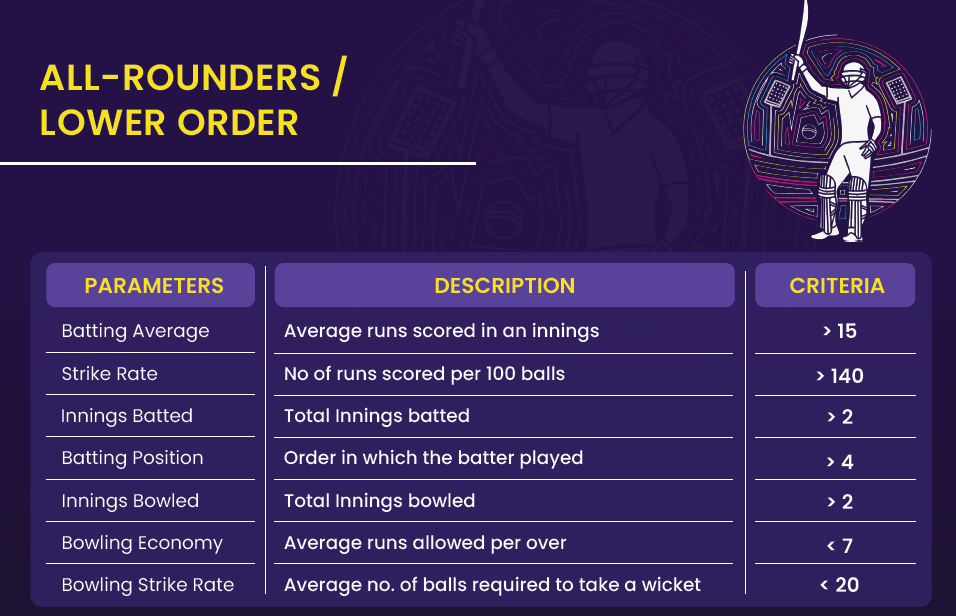 ALL-ROUNDERS /
LOWER ORDER
PARAMETERS DESCRIPTION CRITERIA
Batting Average Average runs scored in an innings > 15
Strike Rate No of runs scored per 100 balls > 140
Innings Batted Total Innings batted > 2
Batting Position Order in which the batter played > 4
Innings Bowled Total Innings bowled > 2
Bowling Economy Average runs allowed per over < 7
Bowling Strike Rate Average no. of balls required to take a wicket < 20